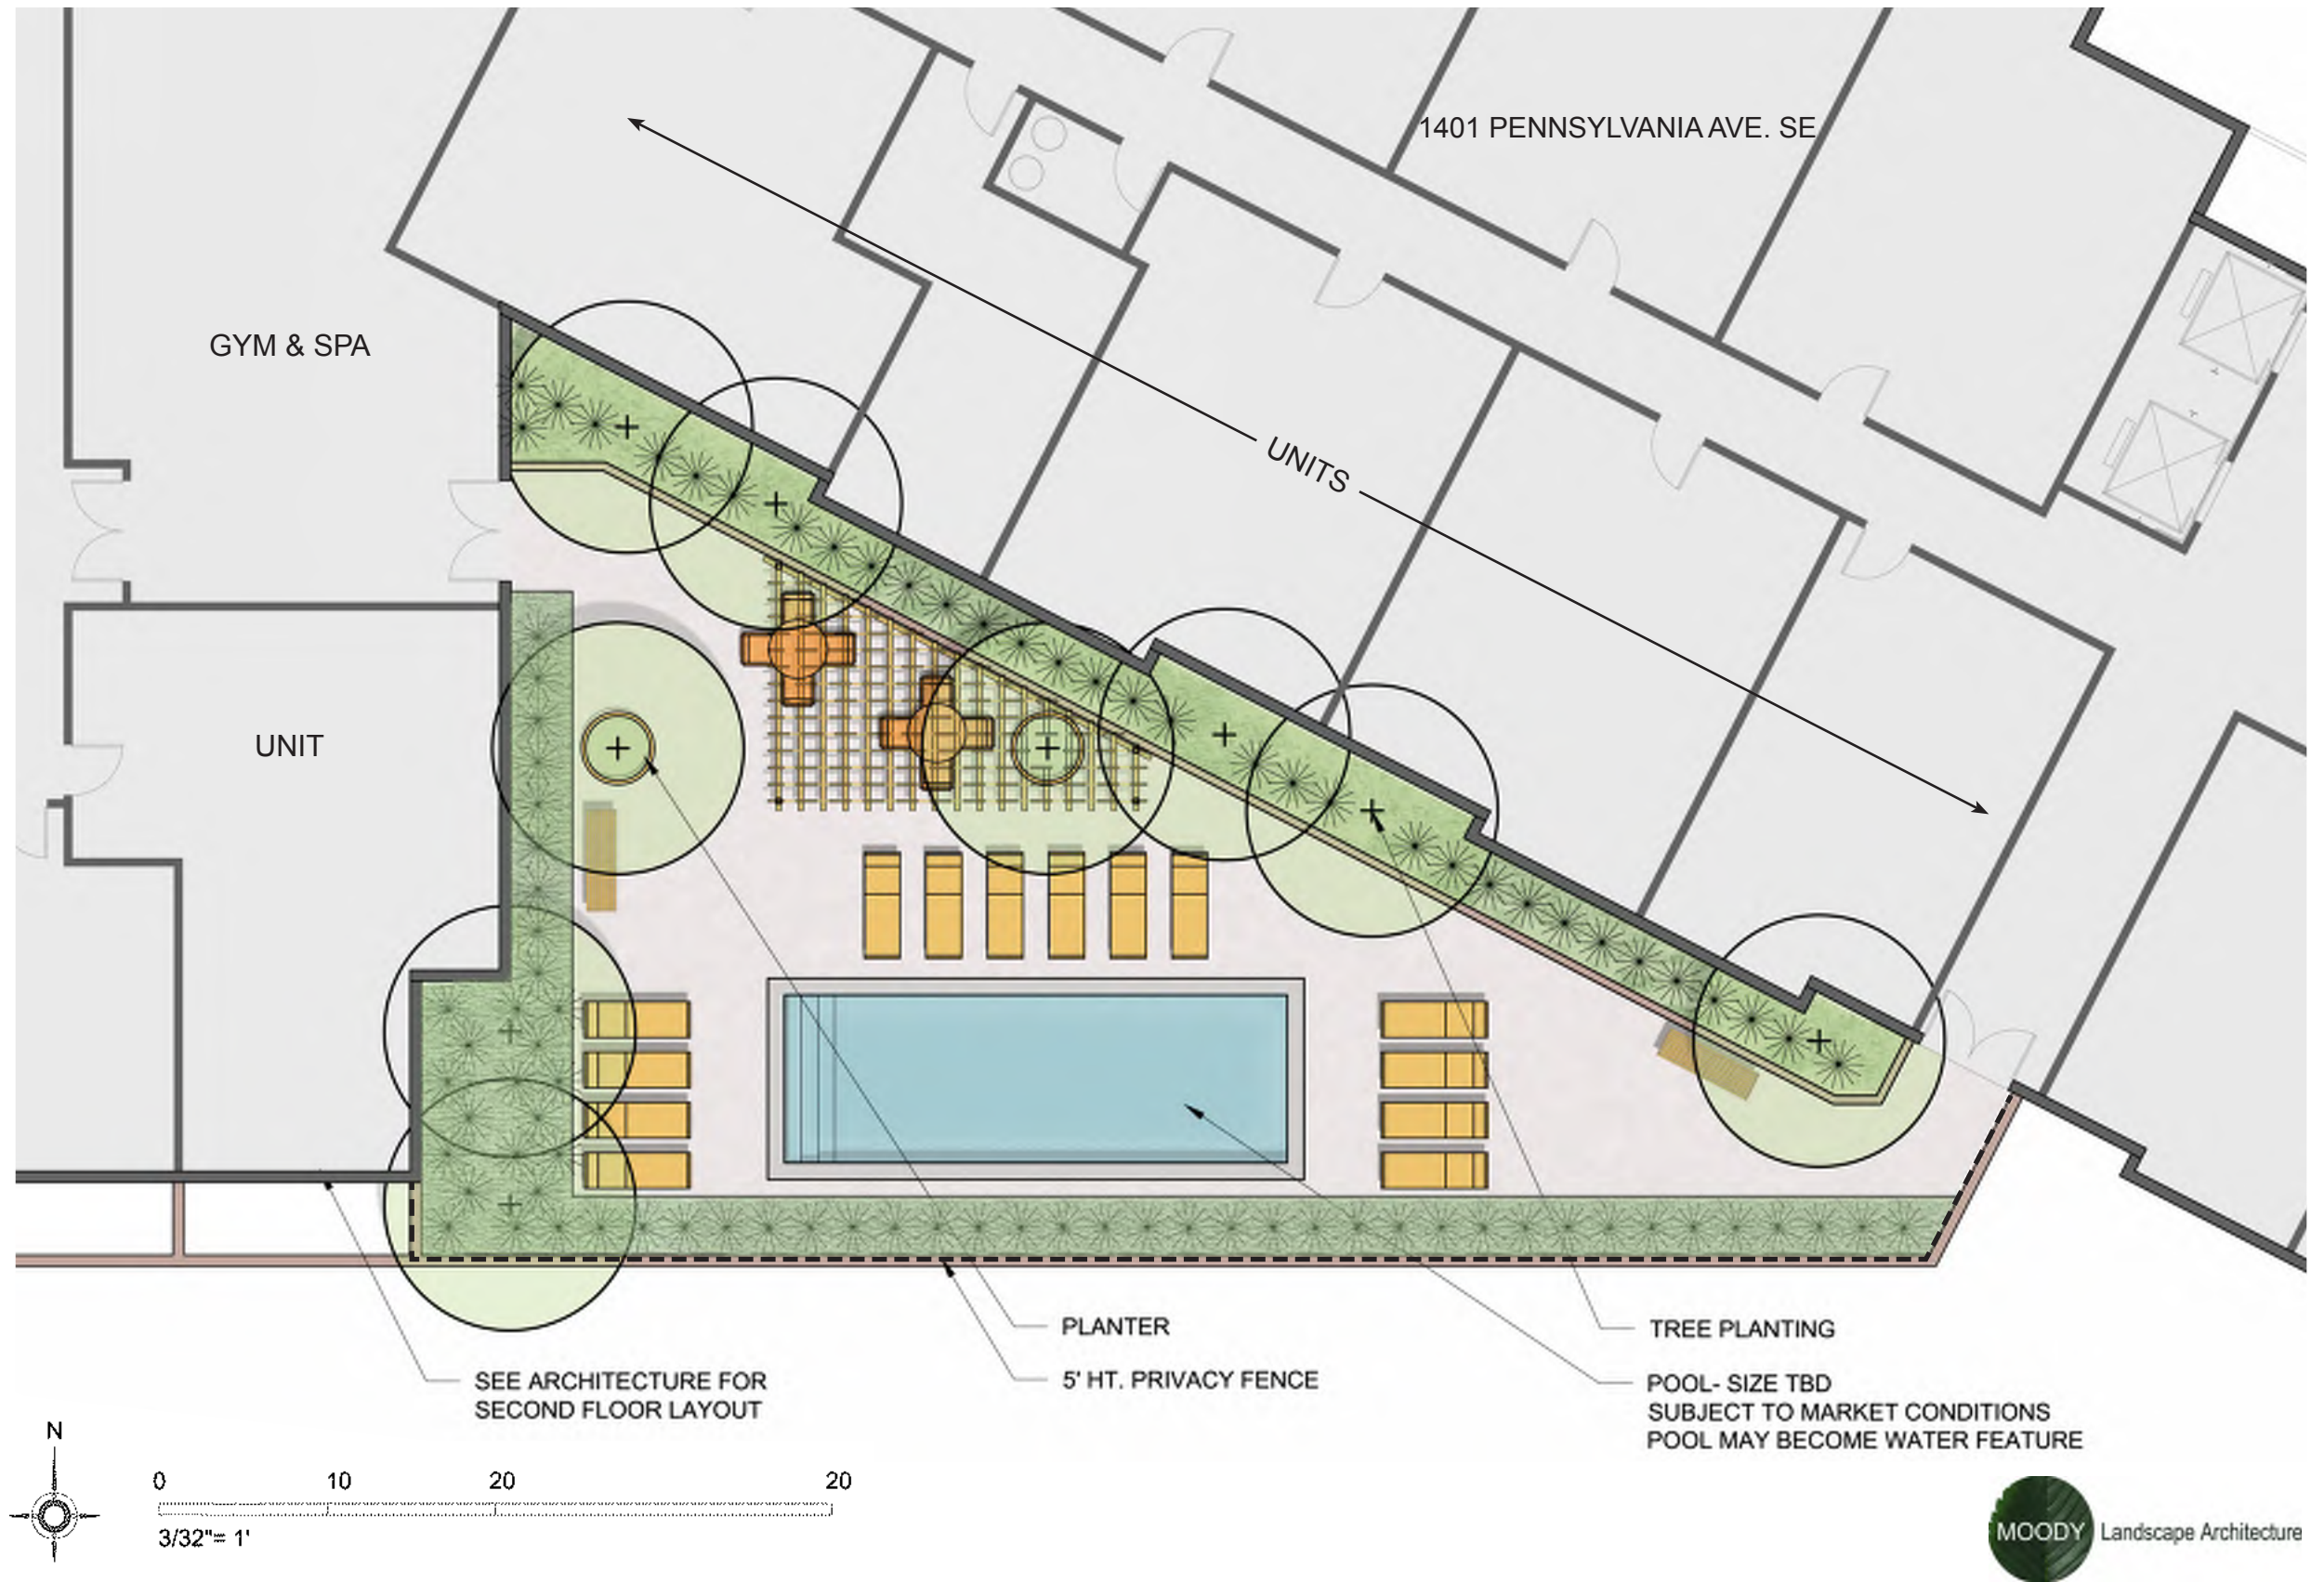 1401 PENNSYLVANIA AVE. SE
GYM & SPA
UNITS
UNIT
PLANTER
5' HT. PRIVACY FENCE
TREE PLANTING
POOL- SIZE TBD
SUBJECT TO MARKET CONDITIONS
POOL MAY BECOME WATER FEATURE
SEE ARCHITECTURE FOR
SECOND FLOOR LAYOUT
N
0 10 20 20
3/32"= 1'
MOODY Landscape Architecture